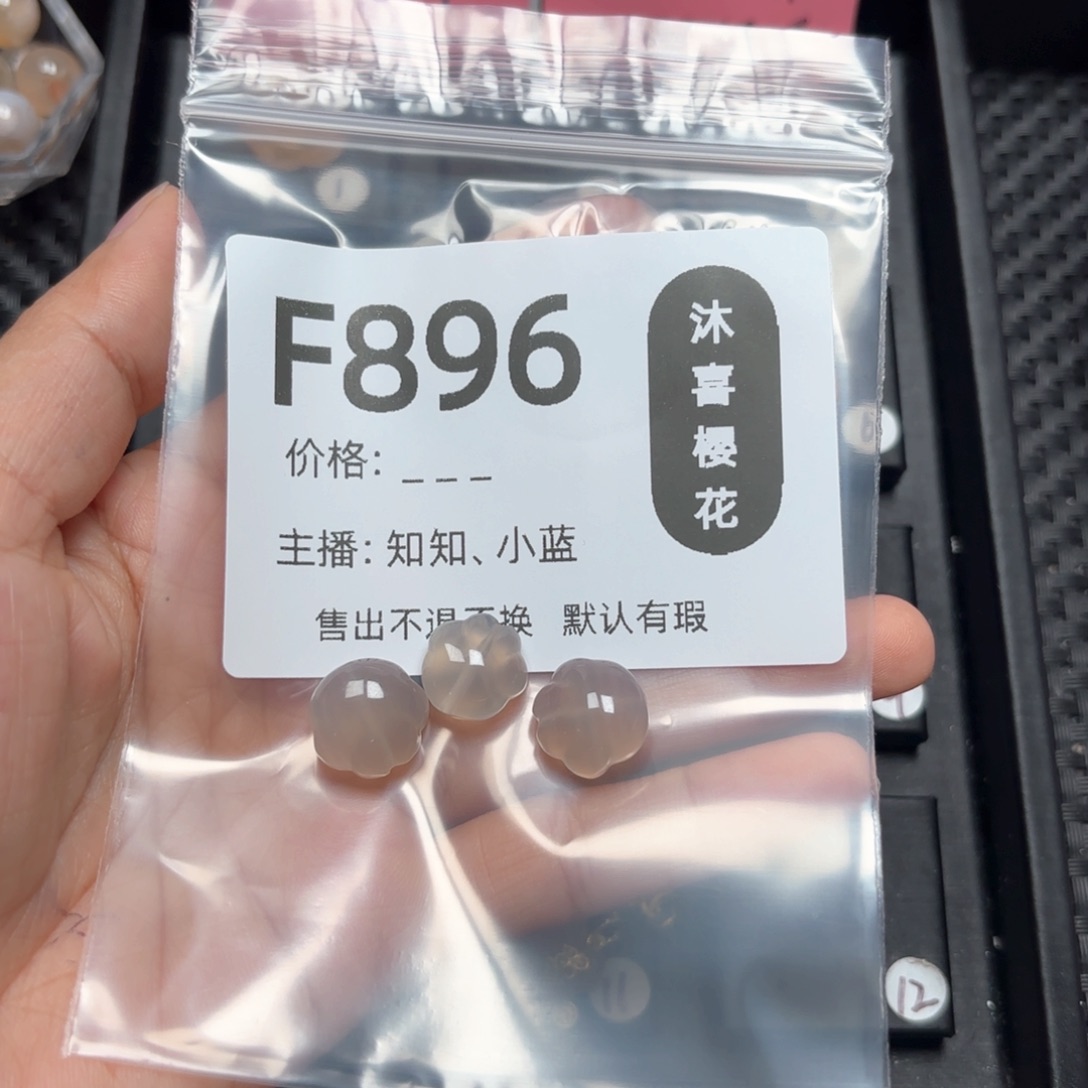 F896
沐喜樱花
价格: _ _ _
主播: 知知、小蓝
售出不退不换 默认有瑕
12